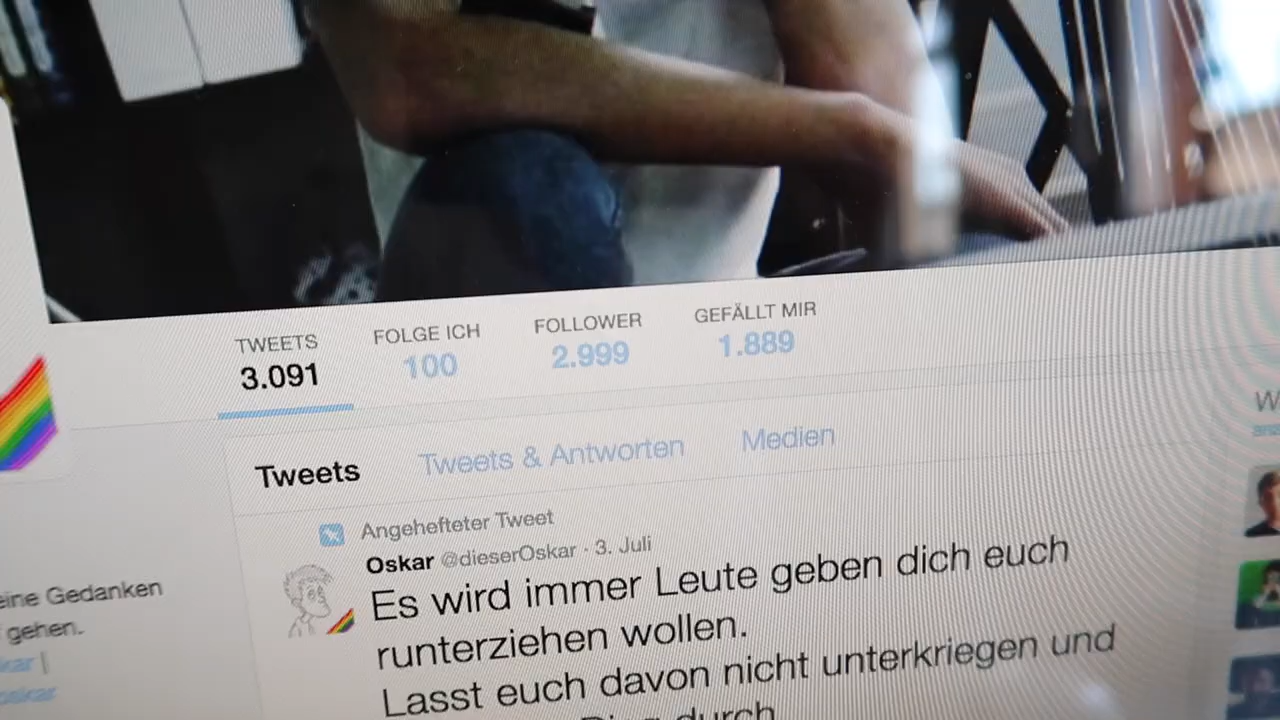 TWEETS FOLGE ICH FOLLOWER GEFÄLLT MIR
3.091 100 2.999 1.889
Tweets Tweets & Antworten Medien
Angehefteter Tweet
Oskar @dieserOskar · 3. Juli
Es wird immer Leute geben dich euch
runterziehen wollen.
Lasst euch davon nicht unterkriegen und
durch
Gedanken
gehen.